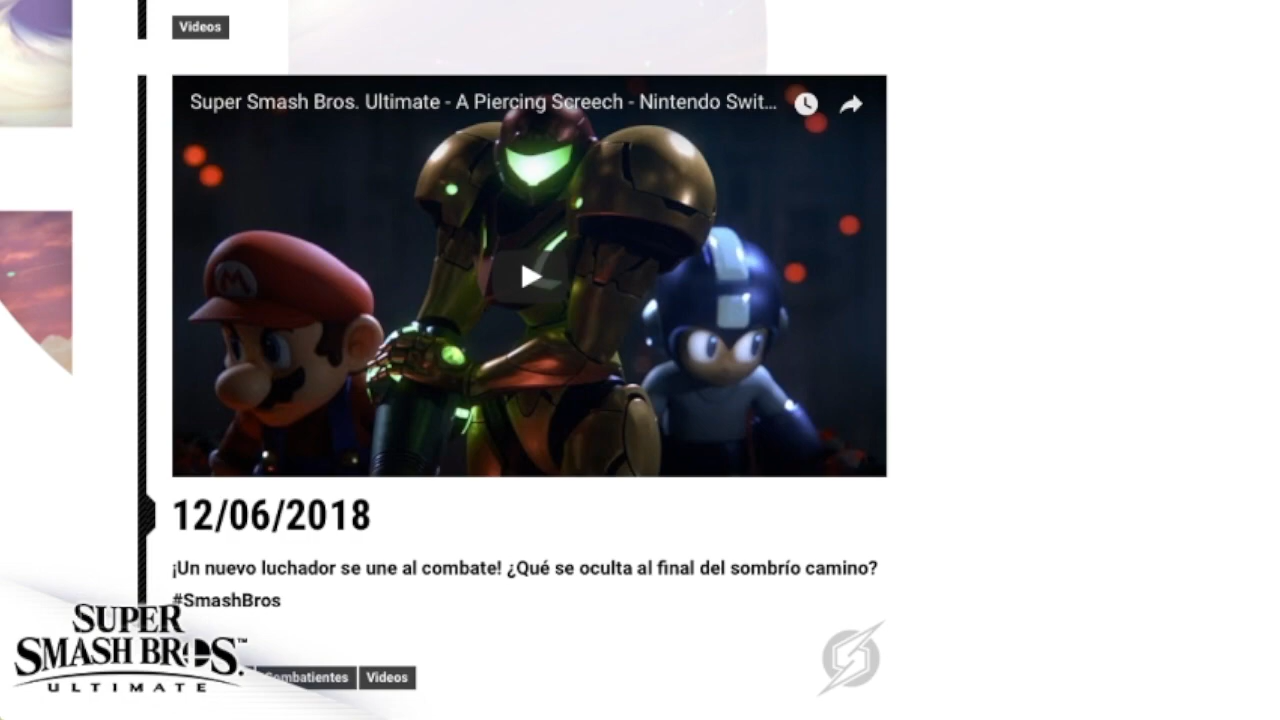 Videos
Super Smash Bros. Ultimate - A Piercing Screech - Nintendo Swit...
M
12/06/2018
¡Un nuevo luchador se une al combate! ¿Qué se oculta al final del sombrío camino?
#SmashBros
SUPER
SMASH BROS.™
ULTIMATE
Combatientes
Videos